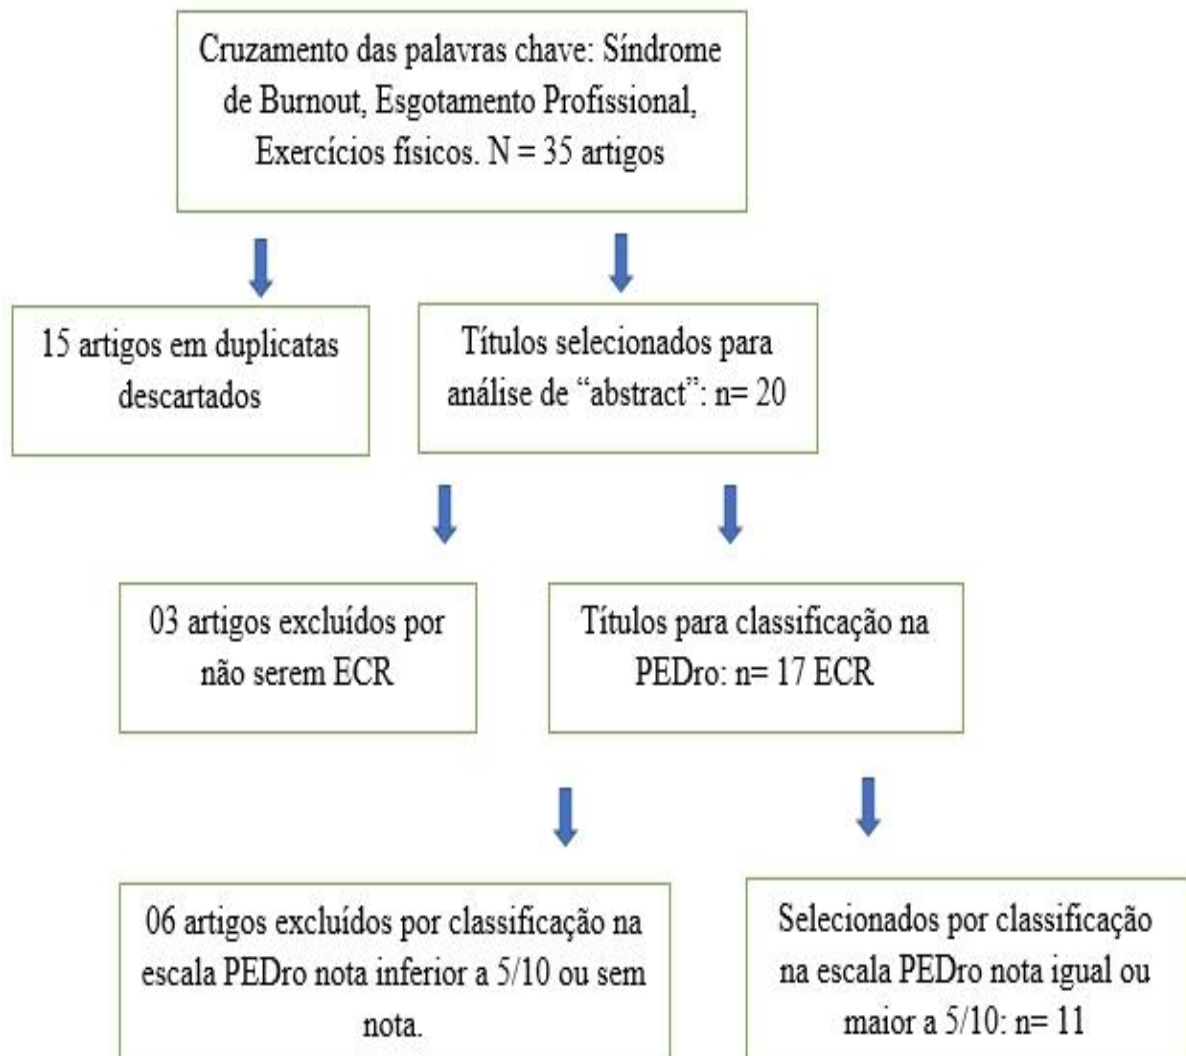 Cruzamento das palavras chave: Síndrome
de Burnout, Esgotamento Profissional,
Exercícios físicos. N = 35 artigos
15 artigos em duplicatas
descartados
Títulos selecionados para
análise de “abstract”: n= 20
03 artigos excluídos por
não serem ECR
Títulos para classificação na
PEDro: n= 17 ECR
06 artigos excluídos por classificação na
escala PEDro nota inferior a 5/10 ou sem
nota.
Selecionados por classificação
na escala PEDro nota igual ou
maior a 5/10: n= 11